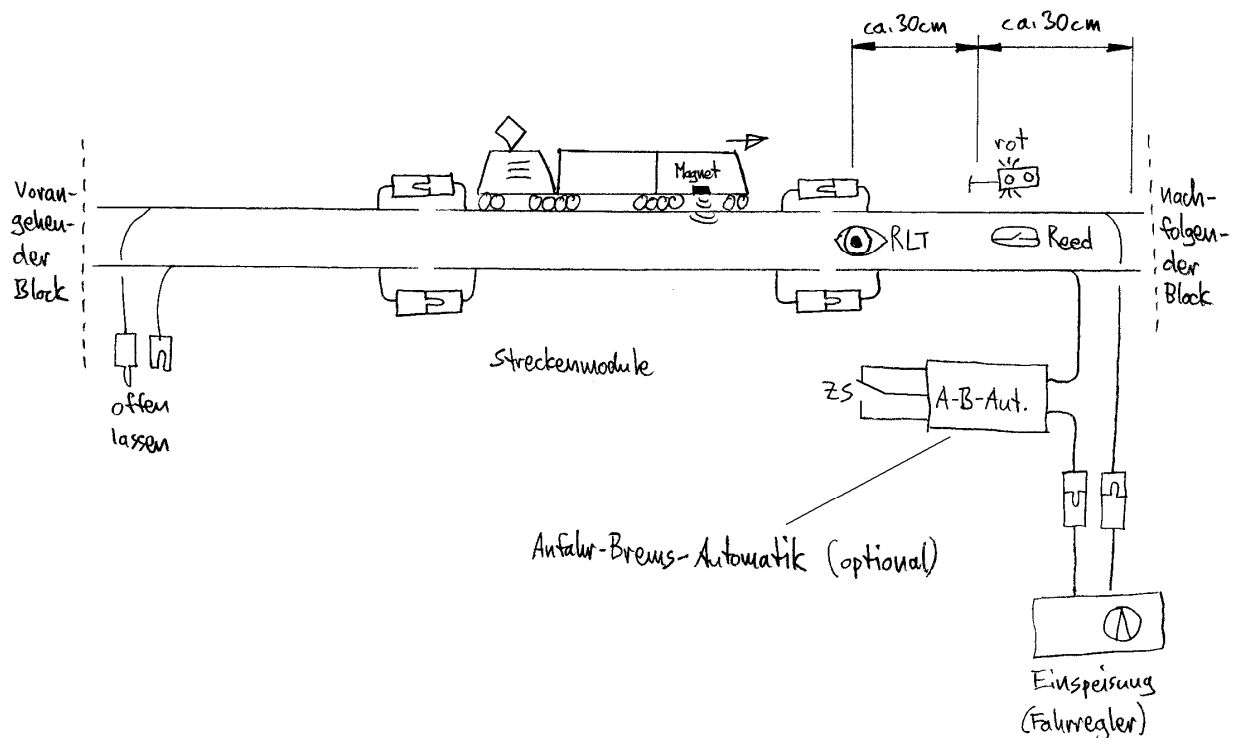 ca. 30cm
ca. 30cm
rot
Magnet
Voran-
gehen-
der
Block
nach-
folgen-
der
Block
RLT
Reed
Streckenmodule
offen
lassen
ZS
A-B-Aut.
Anfahr-Brems-Automatik (optional)
Einspeisung
(Fahrregler)